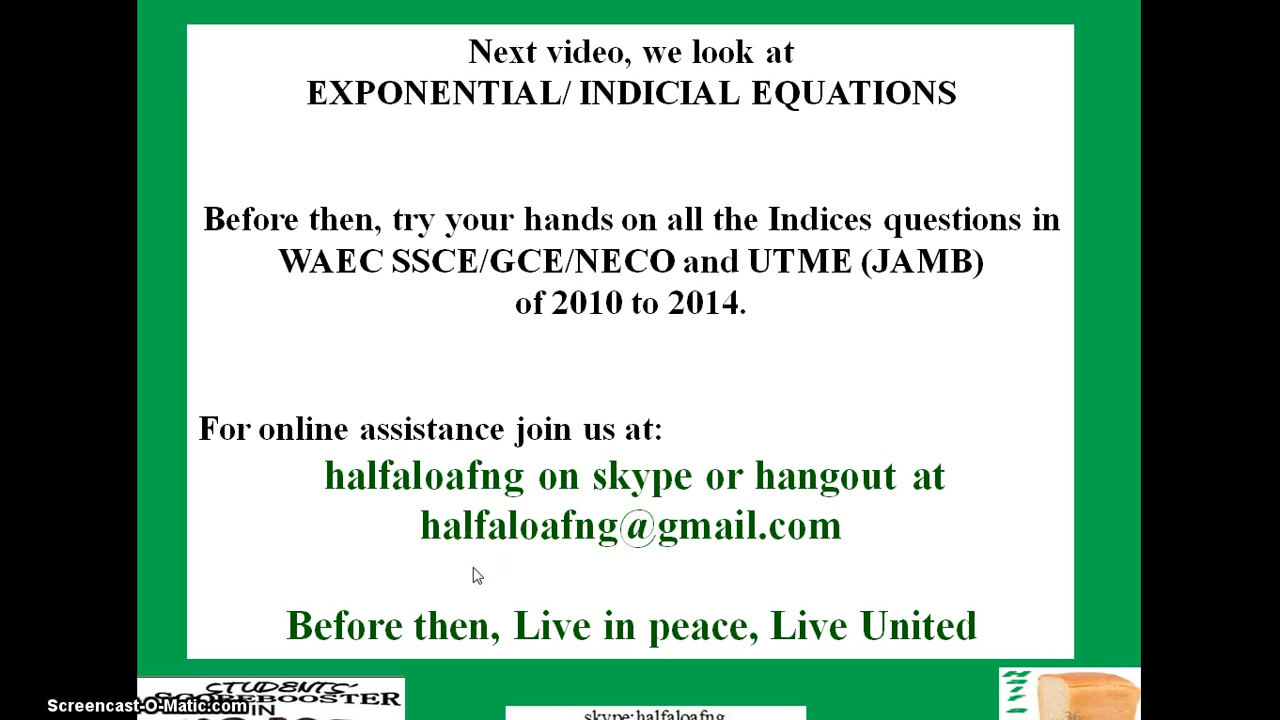 Next video, we look at
EXPONENTIAL/ INDICIAL EQUATIONS
Before then, try your hands on all the Indices questions in
WAEC SSCE/GCE/NECO and UTME (JAMB)
of 2010 to 2014.
For online assistance join us at:
halfaloafng on skype or hangout at
halfaloafng@gmail.com
Before then, Live in peace, Live United
STUDENTS'
SCOREBOOSTER
IN
skype:halfaloafng
36
Screencast-O-Matic.com